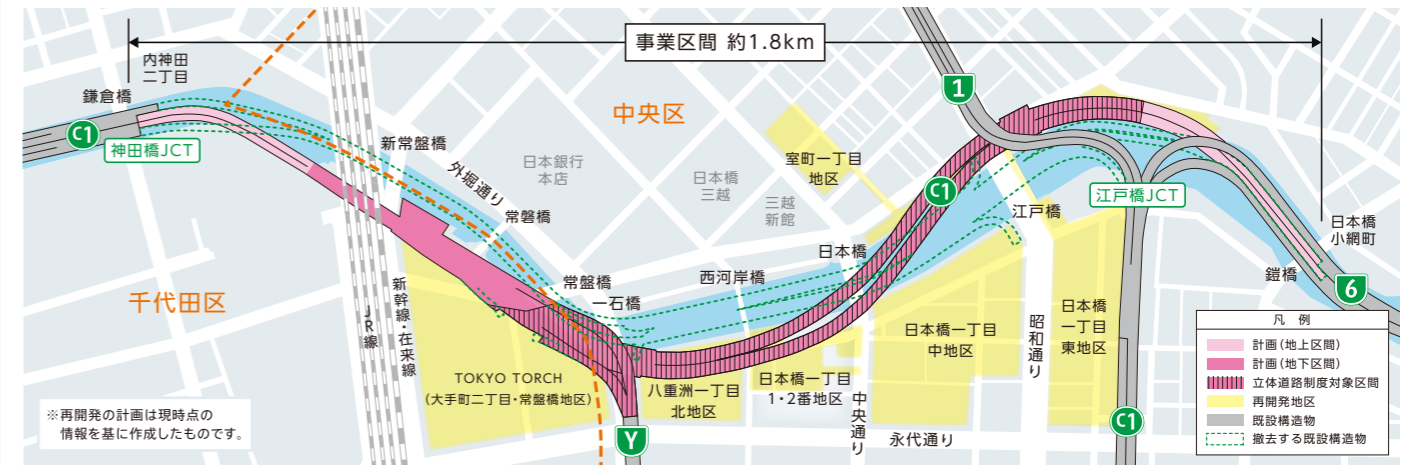 事業区間 約1.8km
内神田
二丁目
鎌倉橋
C1
神田橋JCT
千代田区
中央区
新常盤橋
外堀通り
常磐橋
日本銀行
本店
日本橋
三越
三越
新館
室町一丁目
地区
1
C1
江戸橋
江戸橋JCT
日本橋
小網町
鎧橋
6
日本橋
西河岸橋
常盤橋
一石橋
JR線
新幹線・在来線
TOKYO TORCH
(大手町二丁目・常盤橋地区)
八重洲一丁目
北地区
日本橋一丁目
1・2番地区
中央通り
日本橋一丁目
中地区
昭和通り
日本橋
一丁目
東地区
永代通り
Y
C1
※再開発の計画は現時点の
情報を基に作成したものです。
凡 例
計画(地上区間)
計画(地下区間)
立体道路制度対象区間
再開発地区
既設構造物
撤去する既設構造物